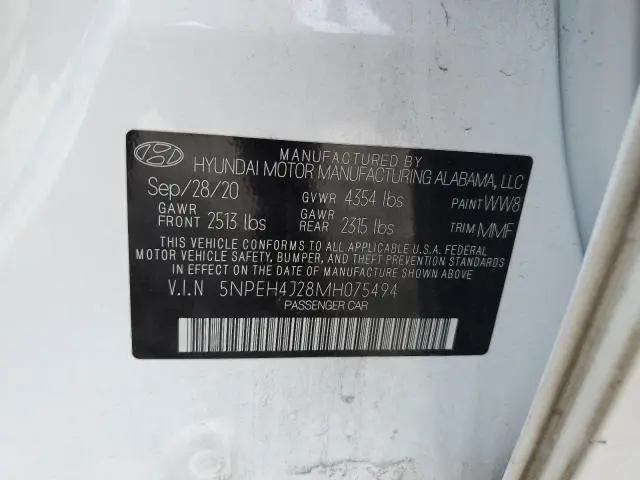 MANUFACTURED BY
HYUNDAI MOTOR MANUFACTURING ALABAMA, LLC
Sep/28/20 GVWR 4354 lbs PAINT WW8
GAWR FRONT 2513 lbs GAWR REAR 2315 lbs TRIM MMF
THIS VEHICLE CONFORMS TO ALL APPLICABLE U.S.A. FEDERAL
MOTOR VEHICLE SAFETY, BUMPER, AND THEFT PREVENTION STANDARDS
IN EFFECT ON THE DATE OF MANUFACTURE SHOWN ABOVE.
V.I.N 5NPEH4J28MH075494
PASSENGER CAR